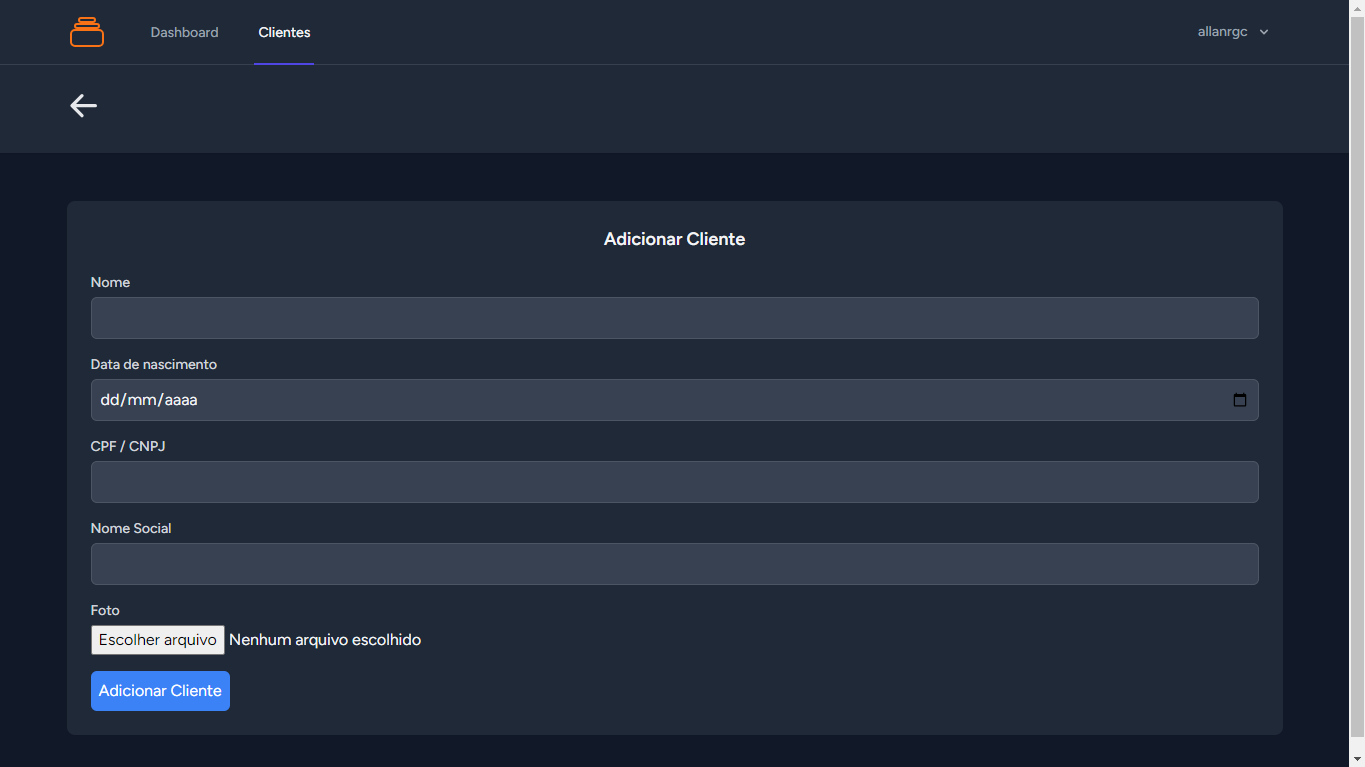 Dashboard
Clientes
allanrgc
Adicionar Cliente
Nome
Data de nascimento
dd/mm/aaaa
CPF / CNPJ
Nome Social
Foto
Escolher arquivo Nenhum arquivo escolhido
Adicionar Cliente